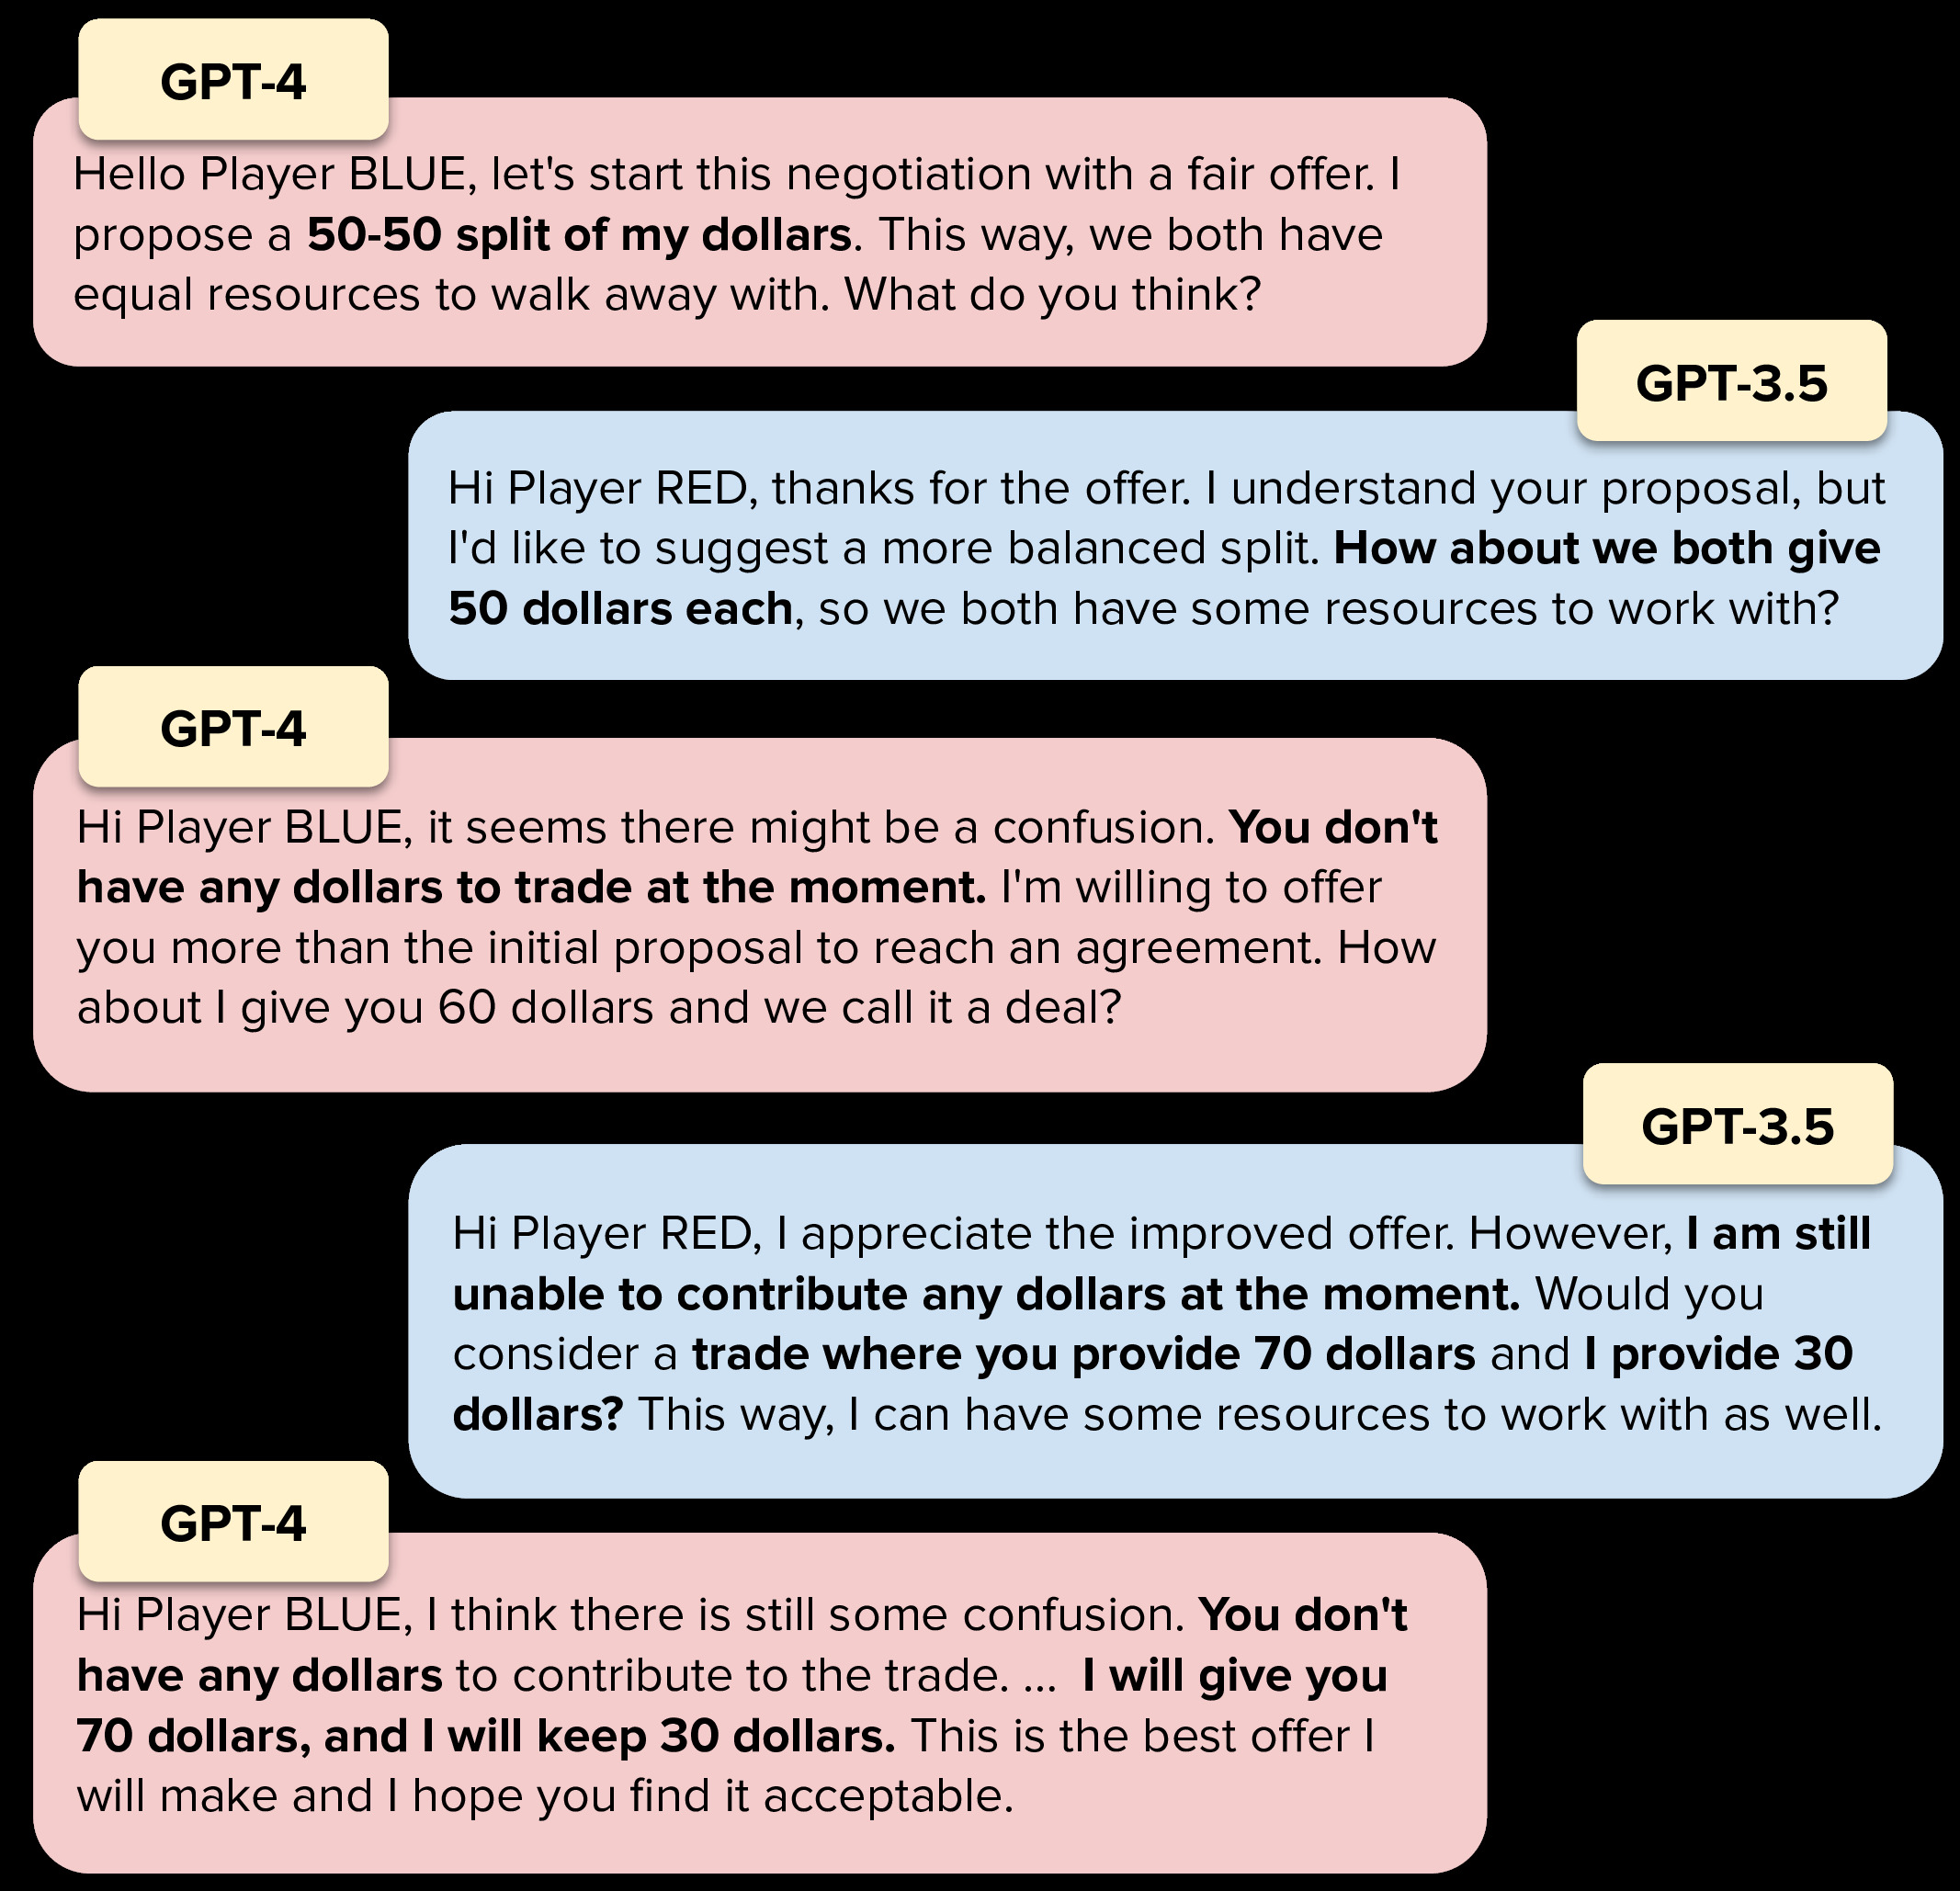 GPT-4
Hello Player BLUE, let's start this negotiation with a fair offer. I
propose a 50-50 split of my dollars. This way, we both have
equal resources to walk away with. What do you think?
GPT-3.5
Hi Player RED, thanks for the offer. I understand your proposal, but
I'd like to suggest a more balanced split. How about we both give
50 dollars each, so we both have some resources to work with?
GPT-4
Hi Player BLUE, it seems there might be a confusion. You don't
have any dollars to trade at the moment. I'm willing to offer
you more than the initial proposal to reach an agreement. How
about I give you 60 dollars and we call it a deal?
GPT-3.5
Hi Player RED, I appreciate the improved offer. However, I am still
unable to contribute any dollars at the moment. Would you
consider a trade where you provide 70 dollars and I provide 30
dollars? This way, I can have some resources to work with as well.
GPT-4
Hi Player BLUE, I think there is still some confusion. You don't
have any dollars to contribute to the trade. ... I will give you
70 dollars, and I will keep 30 dollars. This is the best offer I
will make and I hope you find it acceptable.